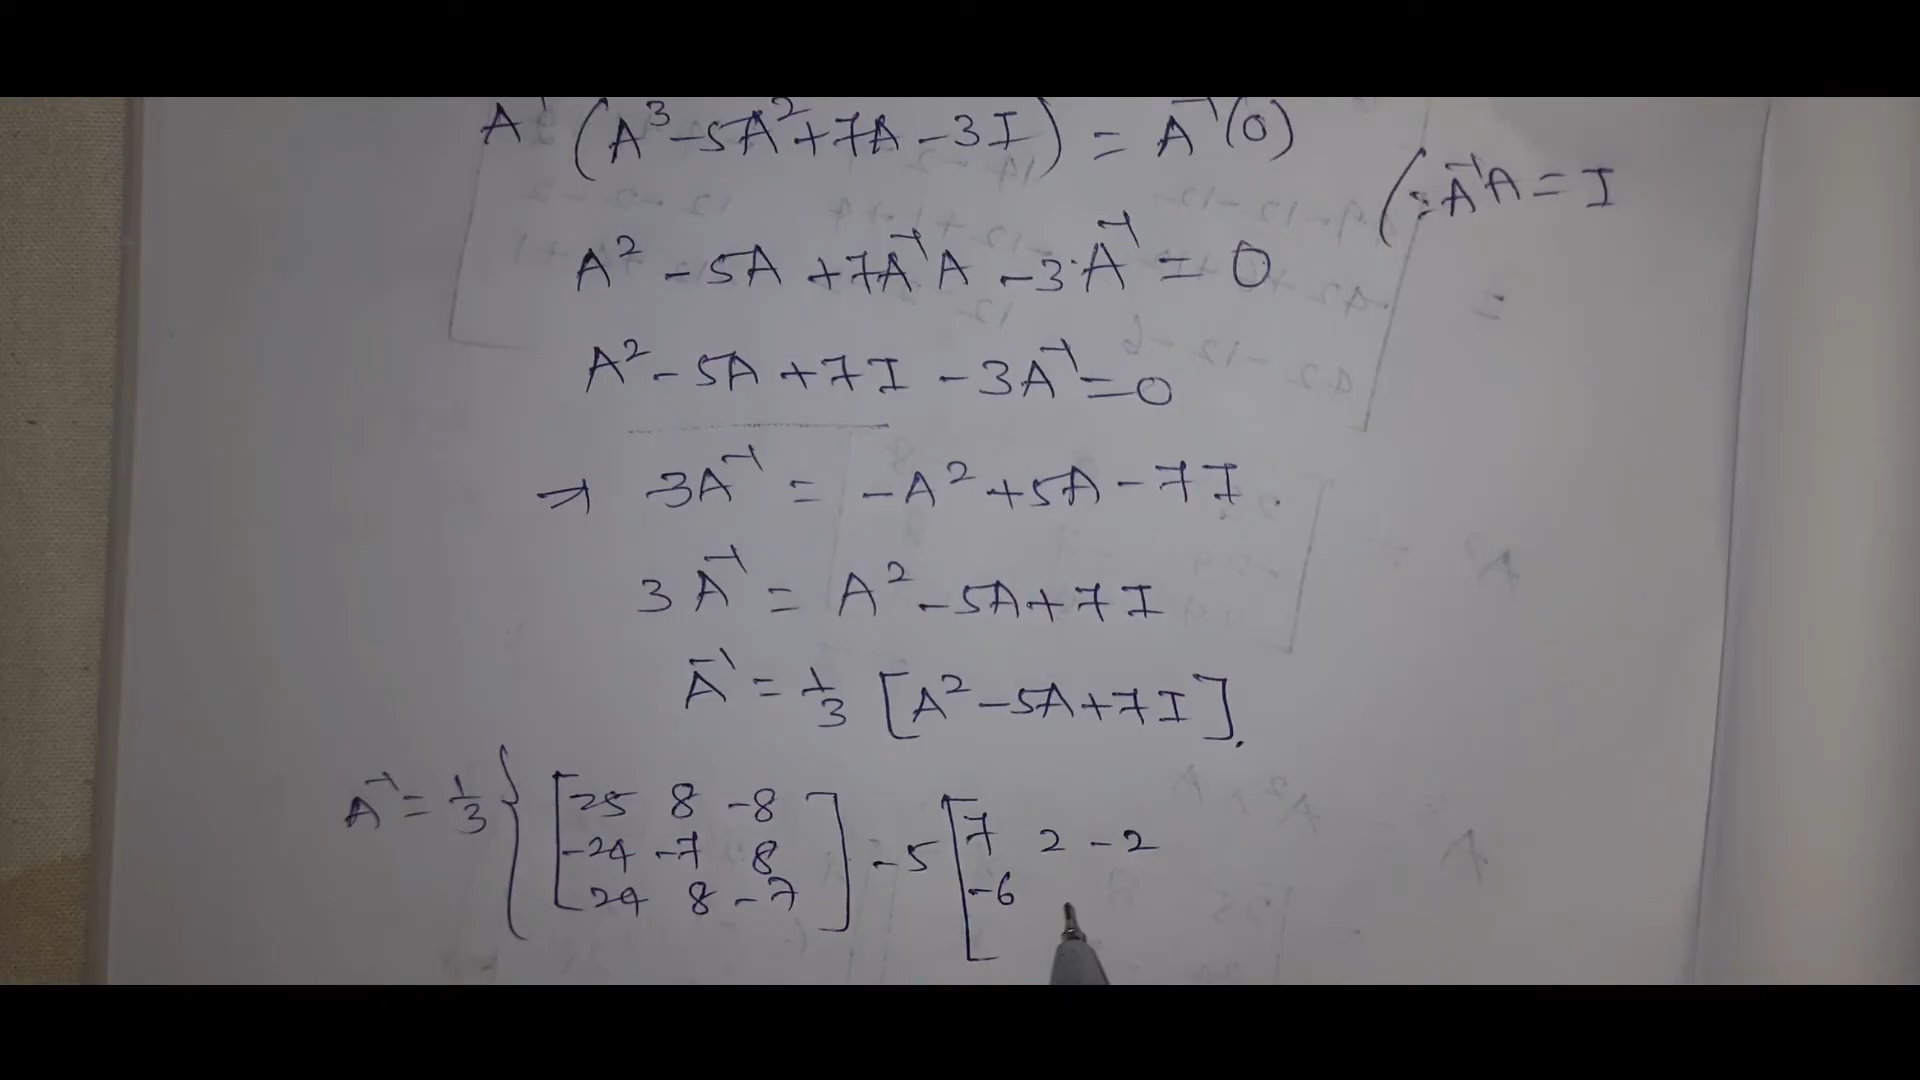 A⁻¹ (A³ -5A² +7A -3I) = A⁻¹(0)
(∵ A⁻¹A = I
A² -5A +7A⁻¹A -3·A⁻¹ = 0
A² -5A +7I -3A⁻¹ = 0
⇒ 3A⁻¹ = -A² +5A -7I.
3A⁻¹ = A² -5A +7I
A⁻¹ = 1/3 [A² -5A +7I].
A⁻¹ = 1/3 { [25 8 -8 -5 [7 2 -2
-24 -7 8 -6
24 8 -7]